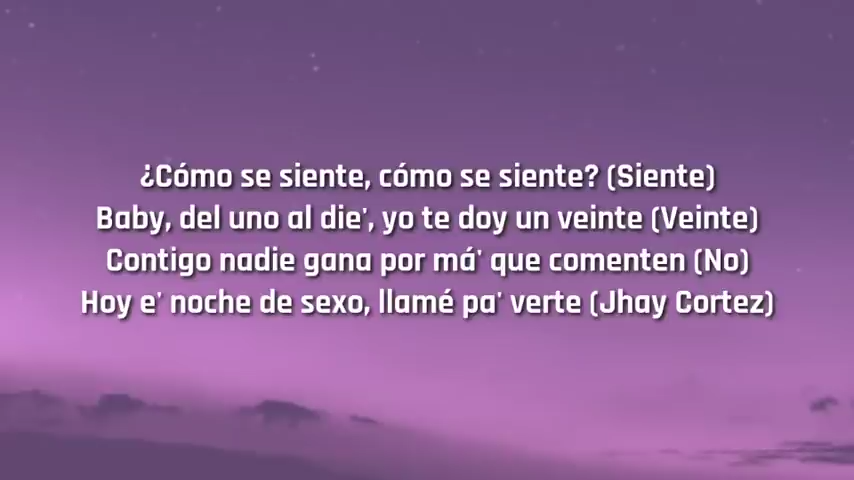 ¿Cómo se siente, cómo se siente? (Siente)
Baby, del uno al die', yo te doy un veinte (Veinte)
Contigo nadie gana por má' que comenten (No)
Hoy e' noche de sexo, llamé pa' verte (Jhay Cortez)